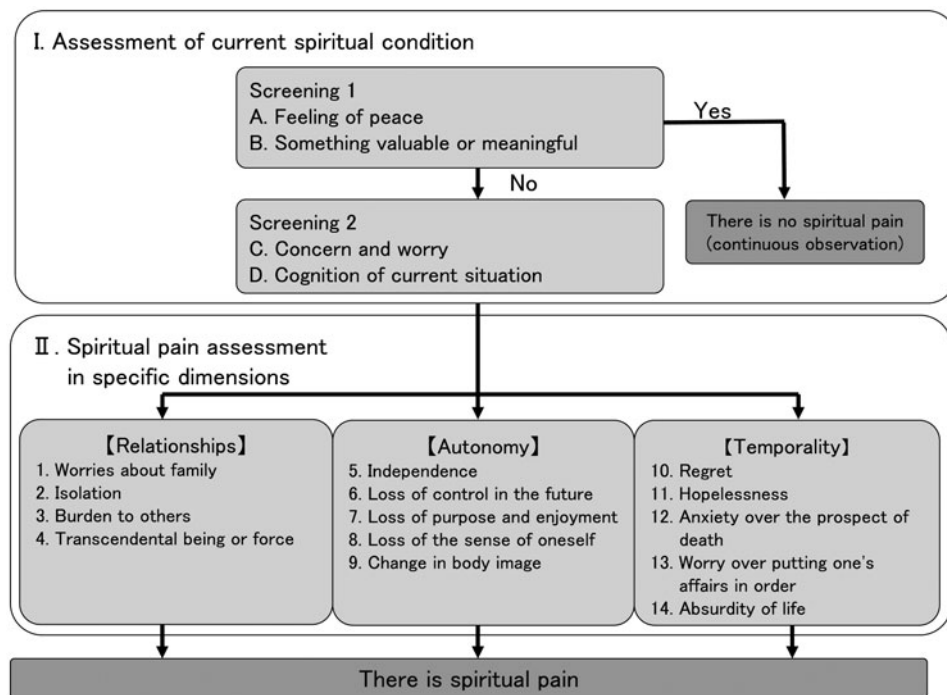 I. Assessment of current spiritual condition
Screening 1
A. Feeling of peace
B. Something valuable or meaningful
Yes
No
There is no spiritual pain
(continuous observation)
Screening 2
C. Concern and worry
D. Cognition of current situation
Ⅱ. Spiritual pain assessment
in specific dimensions
【Relationships】
1. Worries about family
2. Isolation
3. Burden to others
4. Transcendental being or force
【Autonomy】
5. Independence
6. Loss of control in the future
7. Loss of purpose and enjoyment
8. Loss of the sense of oneself
9. Change in body image
【Temporality】
10. Regret
11. Hopelessness
12. Anxiety over the prospect of
death
13. Worry over putting one's
affairs in order
14. Absurdity of life
There is spiritual pain